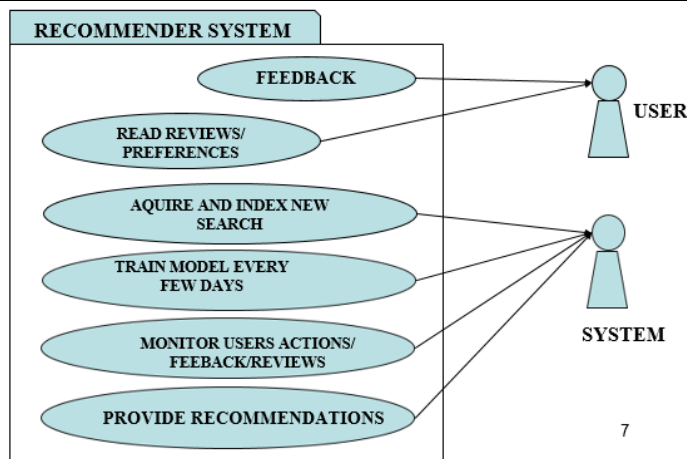 RECOMMENDER SYSTEM
FEEDBACK
USER
READ REVIEWS/
PREFERENCES
AQUIRE AND INDEX NEW
SEARCH
TRAIN MODEL EVERY
FEW DAYS
MONITOR USERS ACTIONS/
FEEBACK/REVIEWS
SYSTEM
PROVIDE RECOMMENDATIONS
7